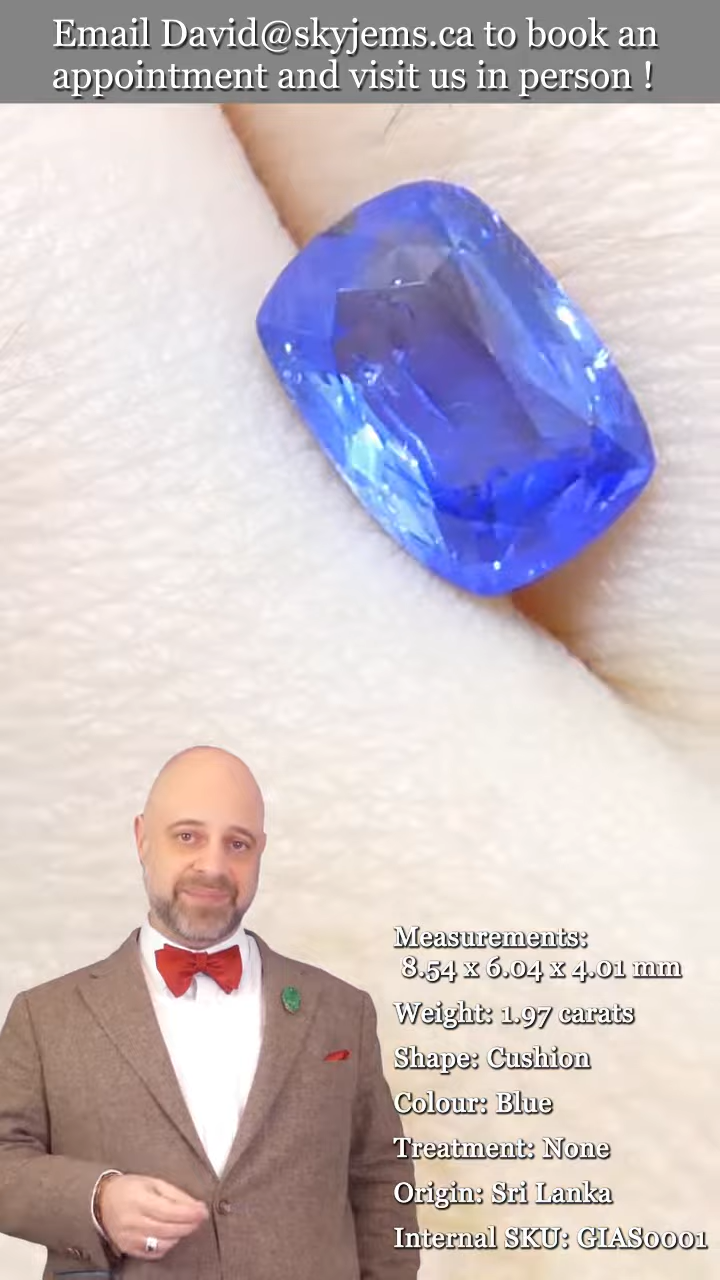 Email David@skyjems.ca to book an
appointment and visit us in person !
Measurements:
8.54 x 6.04 x 4.01 mm
Weight: 1.97 carats
Shape: Cushion
Colour: Blue
Treatment: None
Origin: Sri Lanka
Internal SKU: GIAS0001